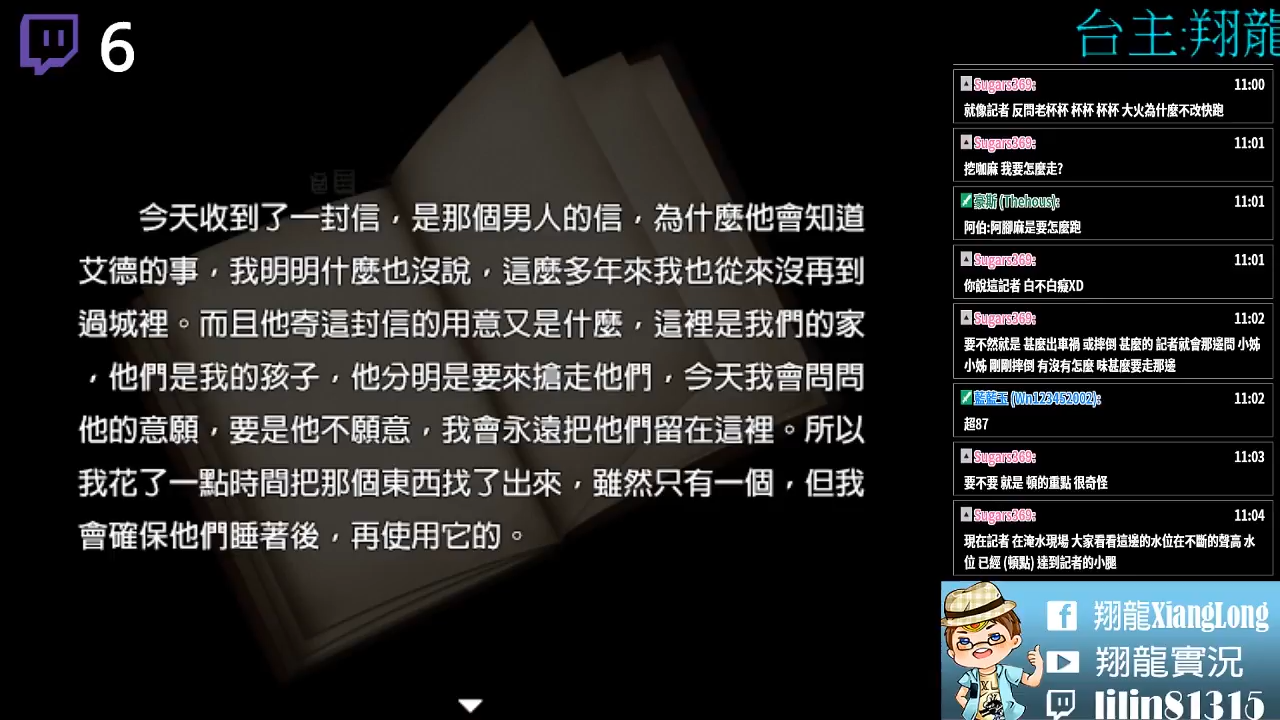 6
今天收到了一封信，是那個男人的信，為什麼他會知道
艾德的事，我明明什麼也沒說，這麼多年來我也從來沒再到
過城裡。而且他寄這封信的用意又是什麼，這裡是我們的家
，他們是我的孩子，他分明是要來搶走他們，今天我會問問
他的意願，要是他不願意，我會永遠把他們留在這裡。所以
我花了一點時間把那個東西找了出來，雖然只有一個，但我
會確保他們睡著後，再使用它的。
台主:翔龍
Sugars369: 11:00
就像記者 反問老杯杯 杯杯 杯杯 大火為什麼不改快跑
Sugars369: 11:01
挖咖麻 我要怎麼走?
豪斯 (Thehous): 11:01
阿伯:阿腳麻是要怎麼跑
Sugars369: 11:01
你說這記者 白不白癡XD
Sugars369: 11:02
要不然就是 甚麼出車禍 或摔倒 甚麼的 記者就會那邊問 小姊
小姊 剛剛摔倒 有沒有怎麼 味甚麼要走那邊
藍藍玉 (Wn123452002): 11:02
超87
Sugars369: 11:03
要不要 就是 頓的重點 很奇怪
Sugars369: 11:04
現在記者 在淹水現場 大家看看這邊的水位在不斷的聲高 水
位 已經 (頓點) 達到記者的小腿
翔龍XiangLong
翔龍實況
lilin81315